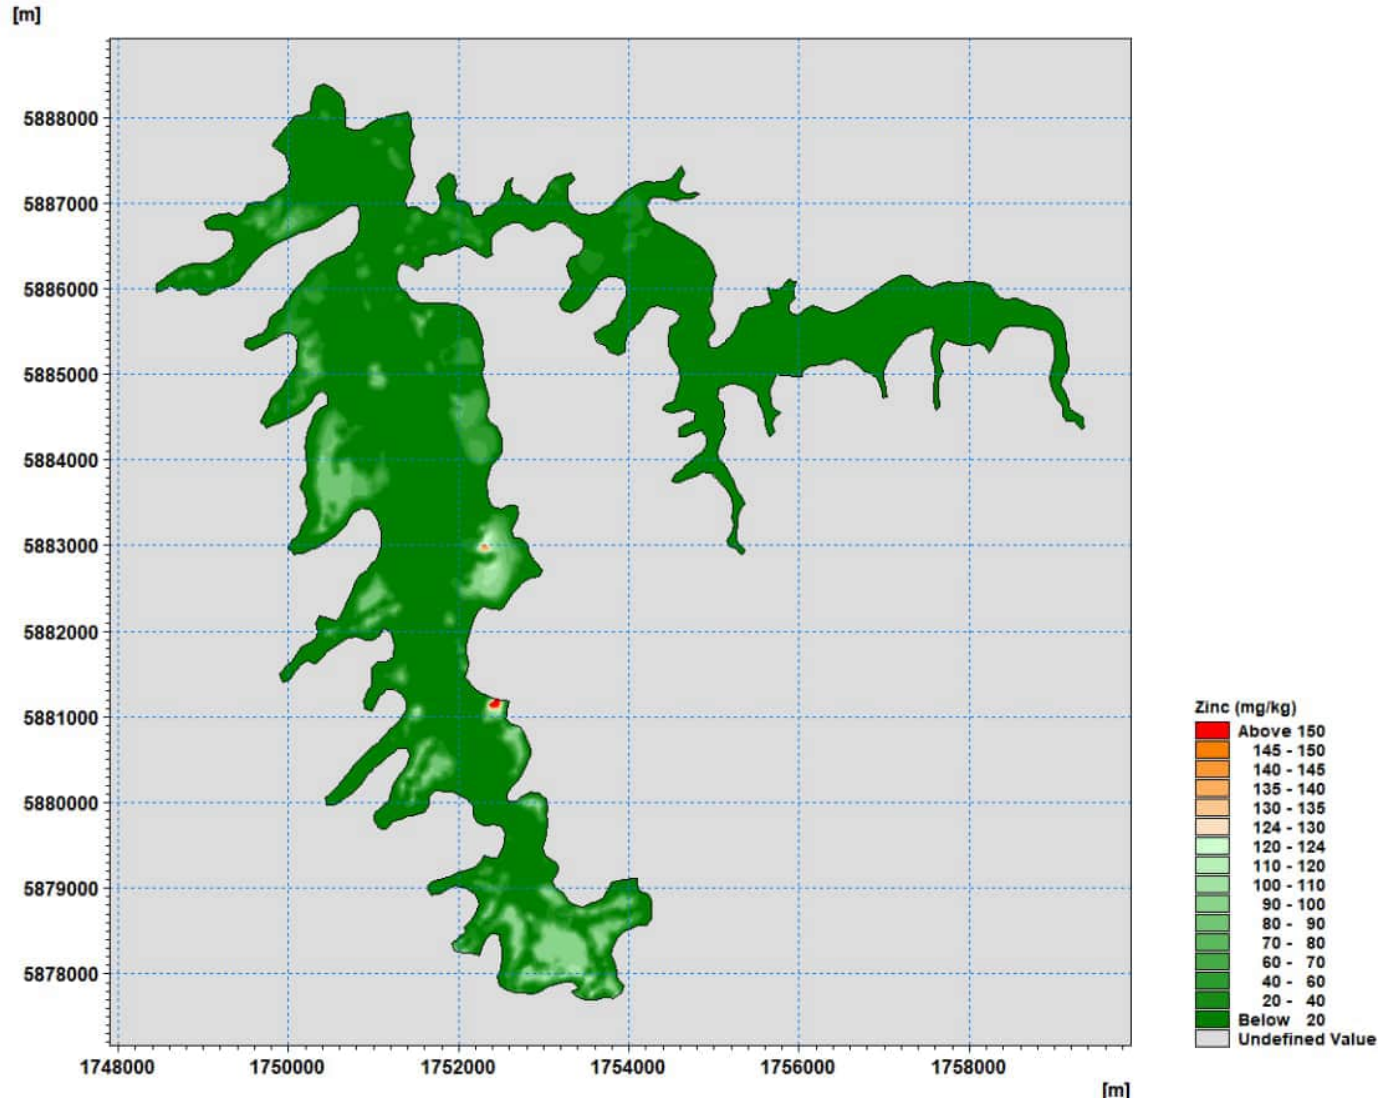 [m]
5888000
5887000
5886000
5885000
5884000
5883000
5882000
5881000
5880000
5879000
5878000
1748000 1750000 1752000 1754000 1756000 1758000
[m]
Zinc (mg/kg)
Above 150
145 - 150
140 - 145
135 - 140
130 - 135
124 - 130
120 - 124
110 - 120
100 - 110
90 - 100
80 - 90
70 - 80
60 - 70
40 - 60
20 - 40
Below 20
Undefined Value